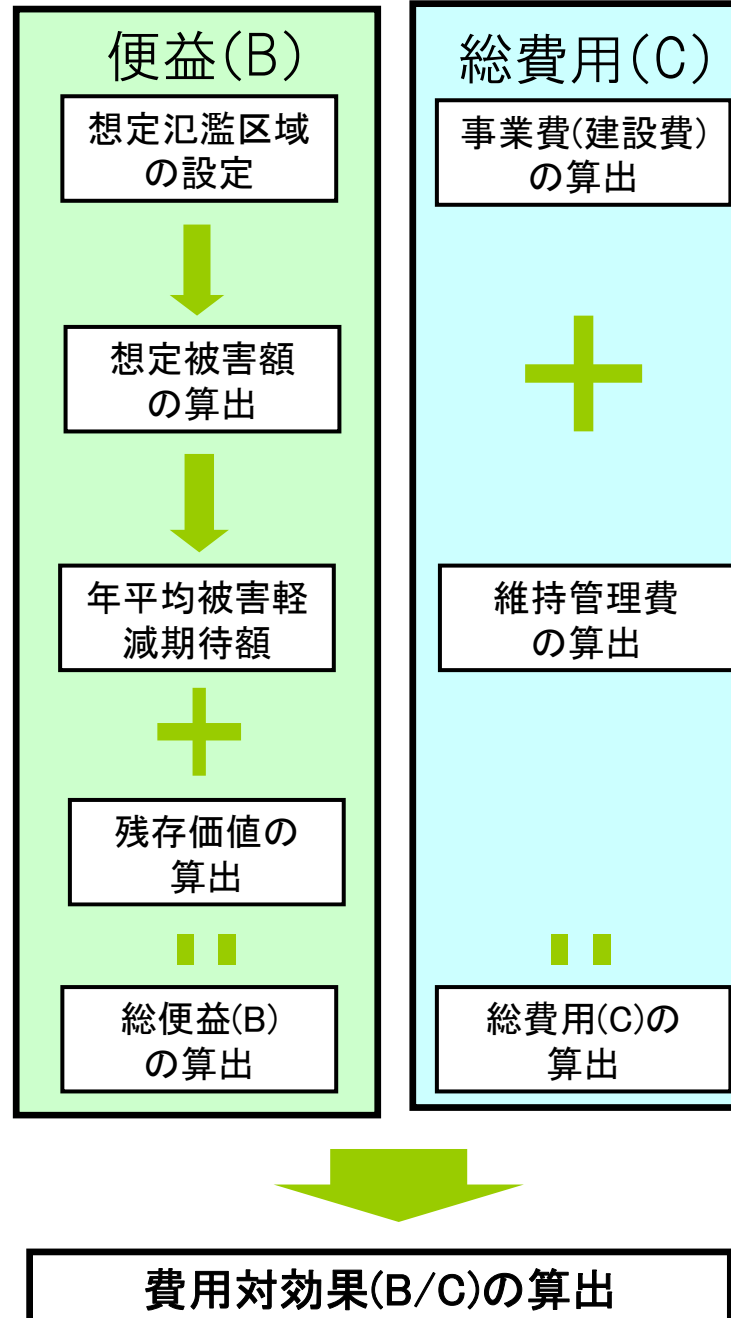 便益(B)
想定氾濫区域
の設定
想定被害額
の算出
年平均被害軽
減期待額
残存価値の
算出
総便益(B)
の算出
総費用(C)
事業費(建設費)
の算出
維持管理費
の算出
総費用(C)の
算出
費用対効果(B/C)の算出